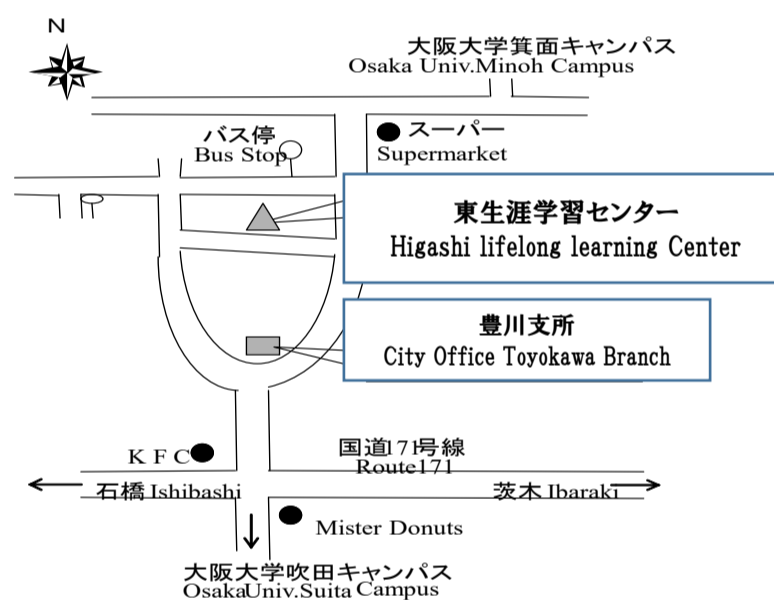 N
大阪大学箕面キャンパス
Osaka Univ.Minoh Campus
バス停
Bus Stop
スーパー
Supermarket
東生涯学習センター
Higashi lifelong learning Center
豊川支所
City Office Toyokawa Branch
ＫＦＣ
国道171号線
Route171
石橋 Ishibashi
茨木 Ibaraki
Mister Donuts
大阪大学吹田キャンパス
OsakaUniv.Suita Campus